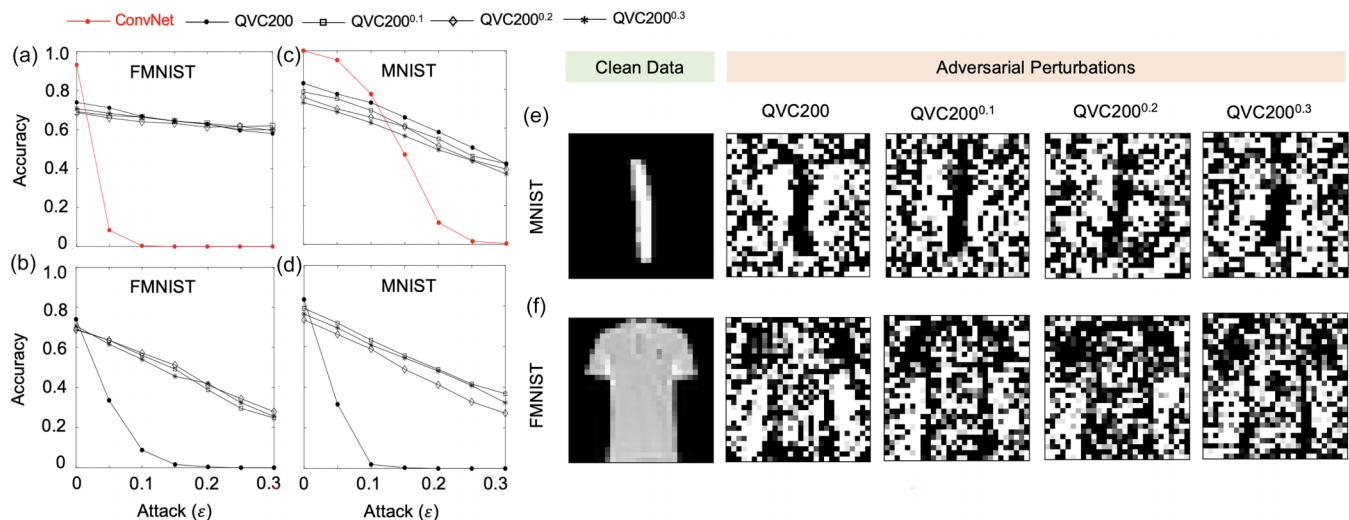 ConvNet QVC200 QVC200^0.1 QVC200^0.2 QVC200^0.3
(a)
FMNIST
Accuracy
1.0
0.8
0.6
0.4
0.2
0
(c)
MNIST
(b)
FMNIST
Accuracy
1.0
0.8
0.6
0.4
0.2
0.0
0 0.1 0.2 0.3
Attack (ε)
(d)
MNIST
0 0.1 0.2 0.3
Attack (ε)
Clean Data Adversarial Perturbations
QVC200 QVC200^0.1 QVC200^0.2 QVC200^0.3
(e)
MNIST
(f)
FMNIST